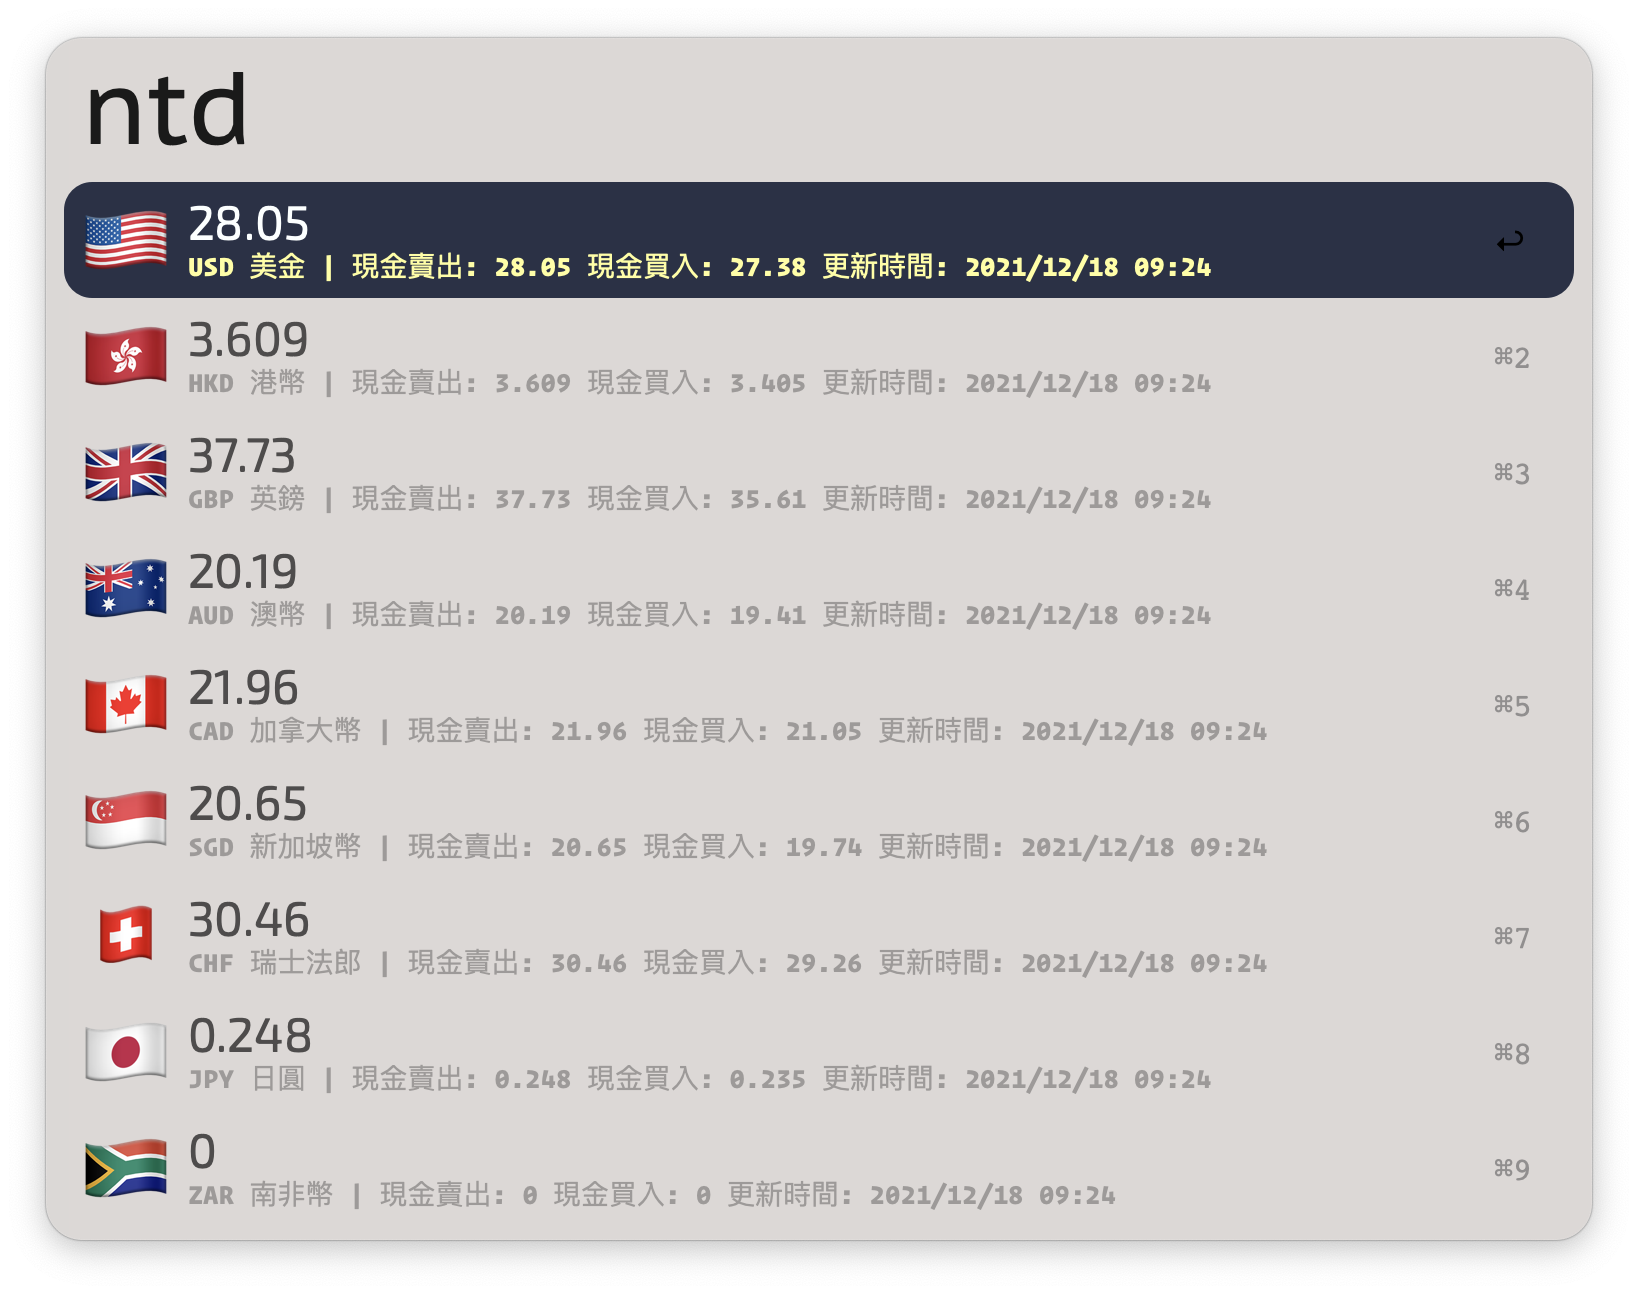 ntd
28.05
USD 美金 | 現金賣出: 28.05 現金買入: 27.38 更新時間: 2021/12/18 09:24
3.609
HKD 港幣 | 現金賣出: 3.609 現金買入: 3.405 更新時間: 2021/12/18 09:24
⌘2
37.73
GBP 英鎊 | 現金賣出: 37.73 現金買入: 35.61 更新時間: 2021/12/18 09:24
⌘3
20.19
AUD 澳幣 | 現金賣出: 20.19 現金買入: 19.41 更新時間: 2021/12/18 09:24
⌘4
21.96
CAD 加拿大幣 | 現金賣出: 21.96 現金買入: 21.05 更新時間: 2021/12/18 09:24
⌘5
20.65
SGD 新加坡幣 | 現金賣出: 20.65 現金買入: 19.74 更新時間: 2021/12/18 09:24
⌘6
30.46
CHF 瑞士法郎 | 現金賣出: 30.46 現金買入: 29.26 更新時間: 2021/12/18 09:24
⌘7
0.248
JPY 日圓 | 現金賣出: 0.248 現金買入: 0.235 更新時間: 2021/12/18 09:24
⌘8
0
ZAR 南非幣 | 現金賣出: 0 現金買入: 0 更新時間: 2021/12/18 09:24
⌘9